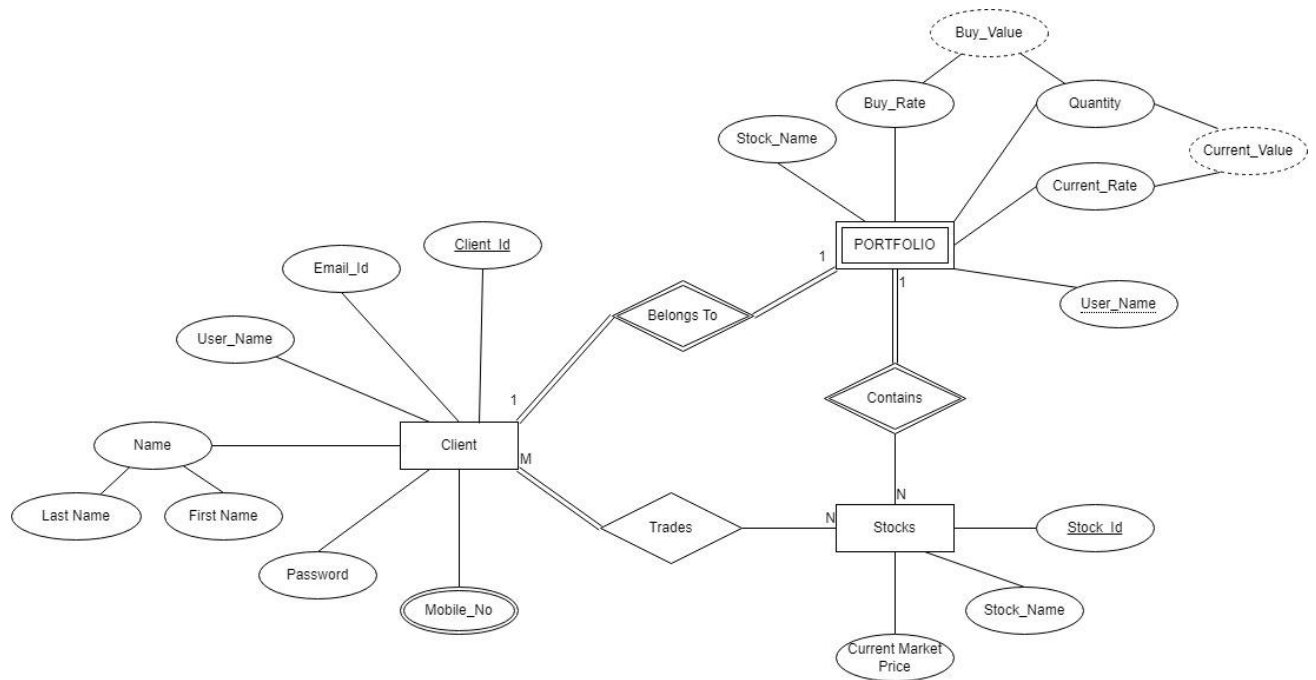 Buy_Value
Buy_Rate
Quantity
Stock_Name
Current_Value
Current_Rate
PORTFOLIO
Client_Id
Email_Id
1
1
User_Name
Belongs To
User_Name
1
Contains
Name
Client
M
Last Name
First Name
Trades
N
N
Stocks
Stock_Id
Password
Mobile_No
Stock_Name
Current Market
Price